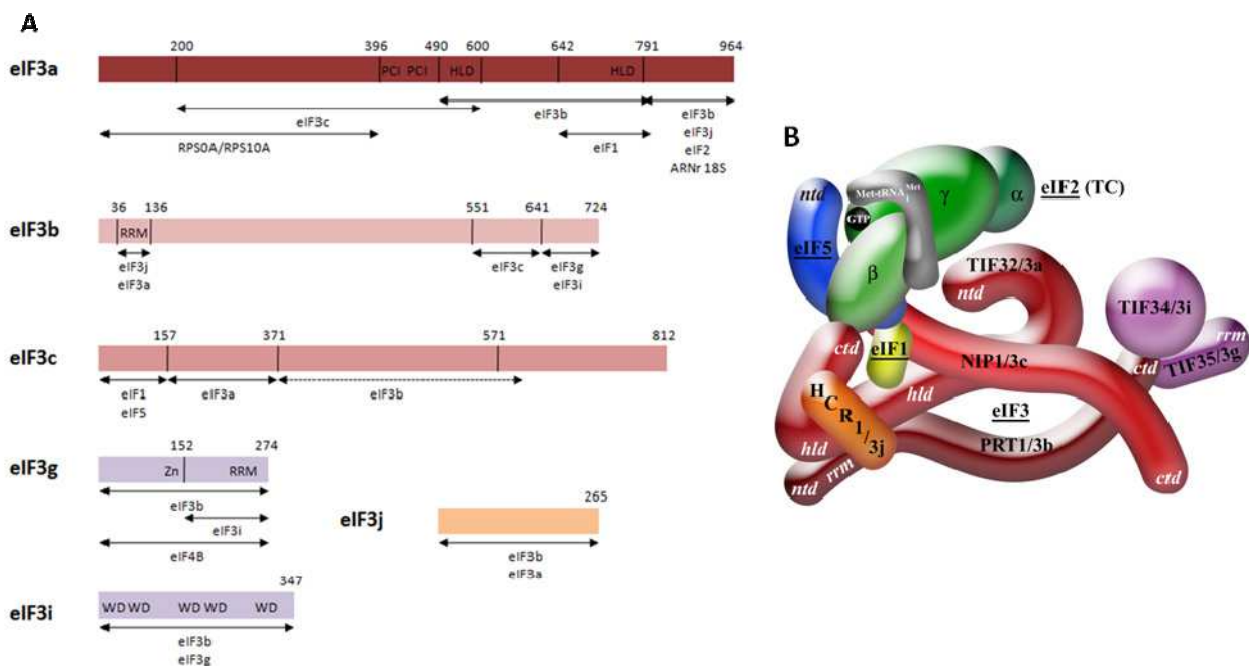 A
200 396 490 600 642 791 964
eIF3a
PCI PCI HLD HLD
eIF3c
eIF3b
eIF3b
RPS0A/RPS10A
eIF1
eIF3j
eIF2
ARNr 18S
36 136 551 641 724
eIF3b
RRM
eIF3j
eIF3c
eIF3g
eIF3a
eIF3i
157 371 571 812
eIF3c
eIF1
eIF3a
eIF3b
eIF5
152 274
eIF3g
Zn RRM
eIF3b
eIF3i
eIF4B
265
eIF3j
eIF3b
eIF3a
347
eIF3i
WD WD WD WD WD
eIF3b
eIF3g
B
ntd
Met-tRNAiMet
γ
α
eIF2 (TC)
GTP
eIF5
β
TIF32/3a
ntd
TIF34/3i
rrm
ctd
eIF1
NIP1/3c
ctd
TIF35/3g
hld
HCR1/3j
eIF3
PRT1/3b
hld
ntd
rrm
ctd